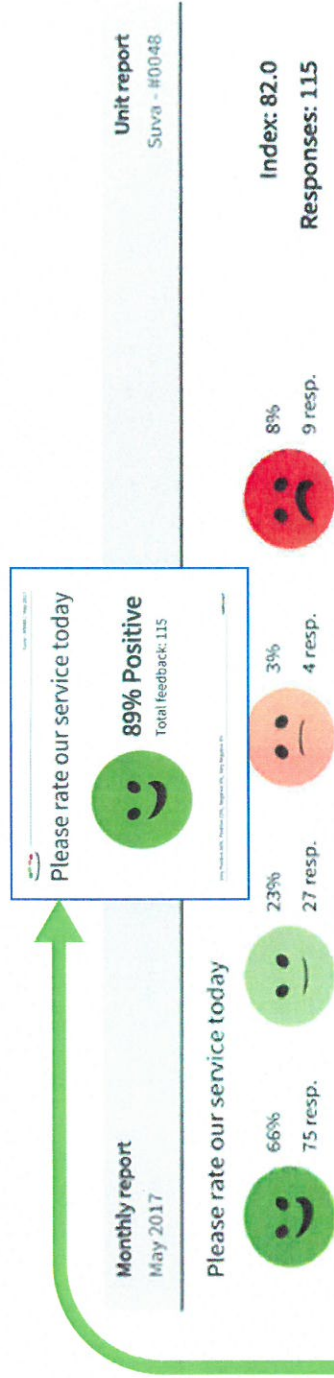 Monthly report
May 2017
Unit report
Suva - #0048
Please rate our service today
89% Positive
Total feedback: 115
Please rate our service today
66%
75 resp.
23%
27 resp.
3%
4 resp.
8%
9 resp.
Index: 82.0
Responses: 115